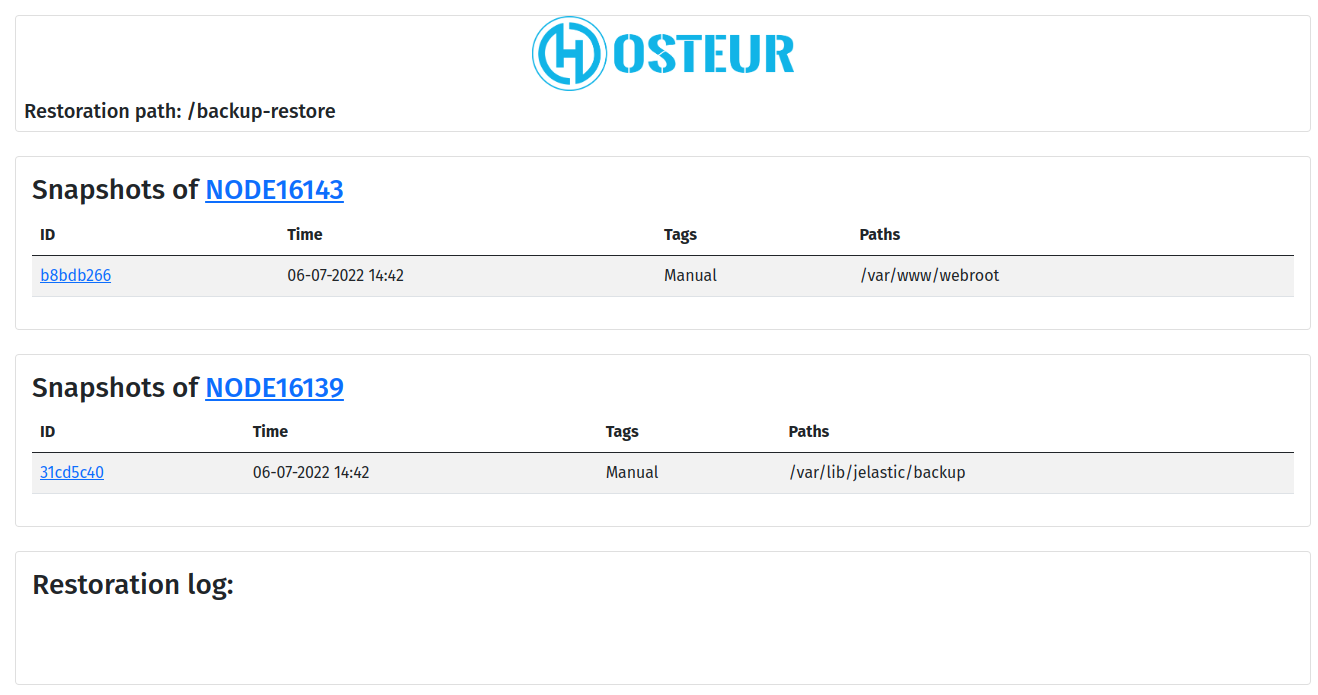 HOSTEUR
Restoration path: /backup-restore
Snapshots of NODE16143
ID Time Tags Paths
b8bdb266 06-07-2022 14:42 Manual /var/www/webroot
Snapshots of NODE16139
ID Time Tags Paths
31cd5c40 06-07-2022 14:42 Manual /var/lib/jelastic/backup
Restoration log: